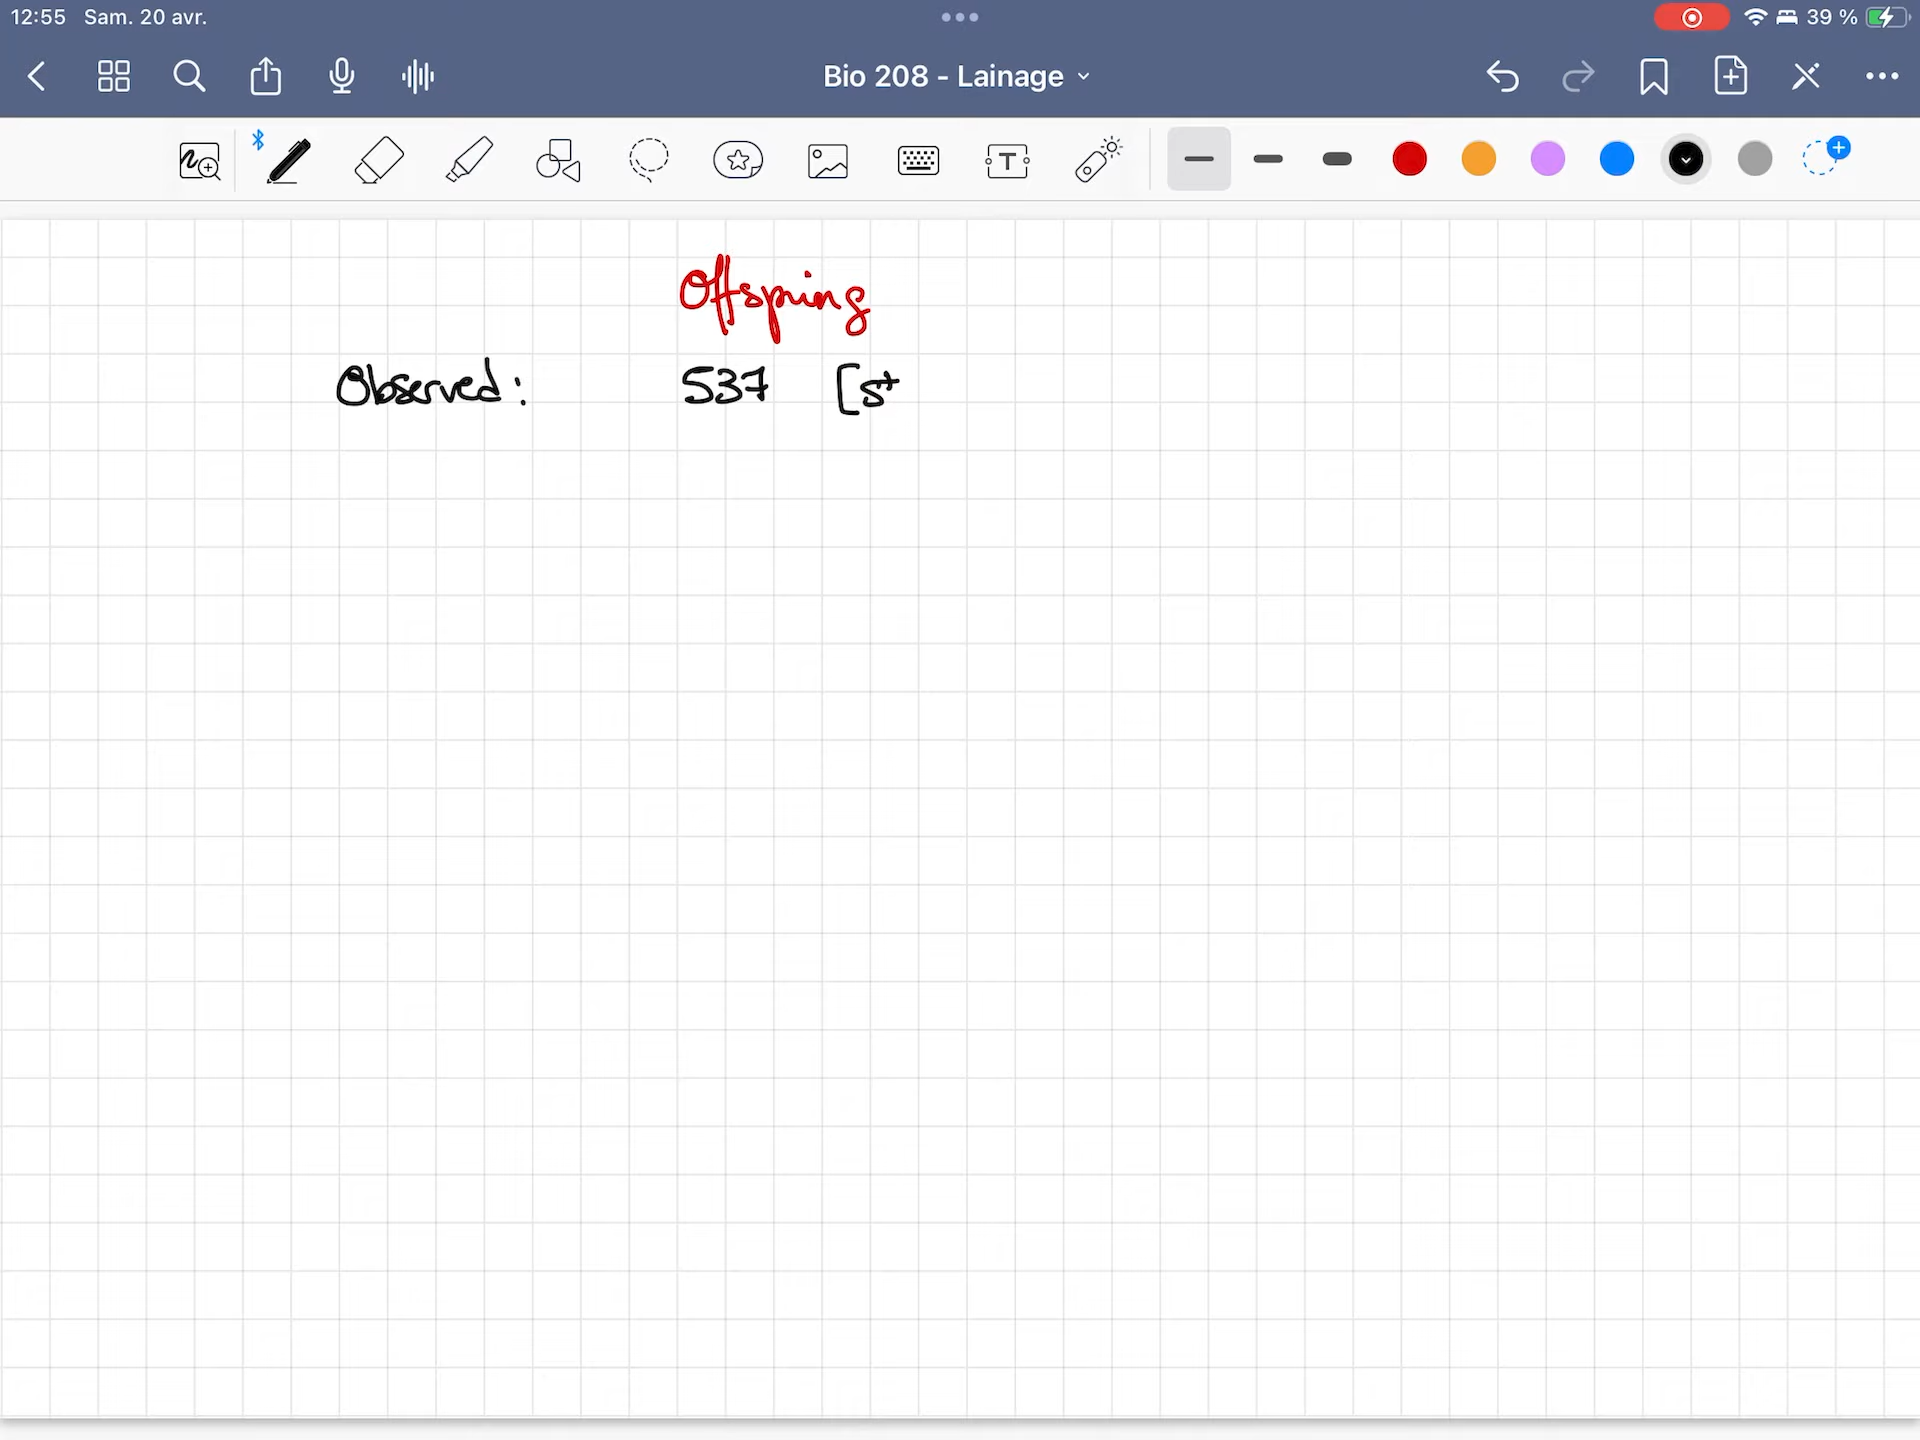 12:55 Sam. 20 avr. 39 %
Bio 208 - Lainage
T
Offspring
Observed: 537 [s⁺